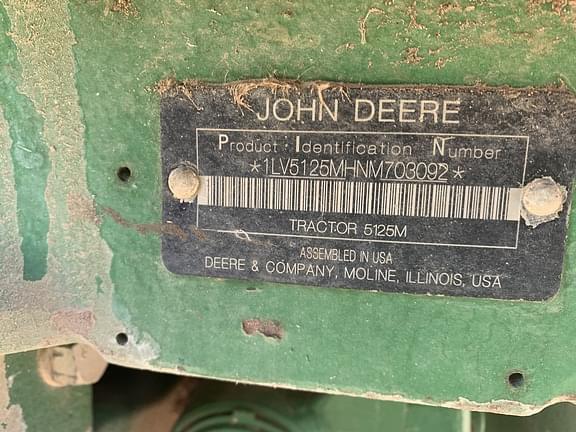 JOHN DEERE
Product Identification Number
*1LV5125MHNM703092*
TRACTOR 5125M
ASSEMBLED IN USA
DEERE & COMPANY, MOLINE, ILLINOIS, USA